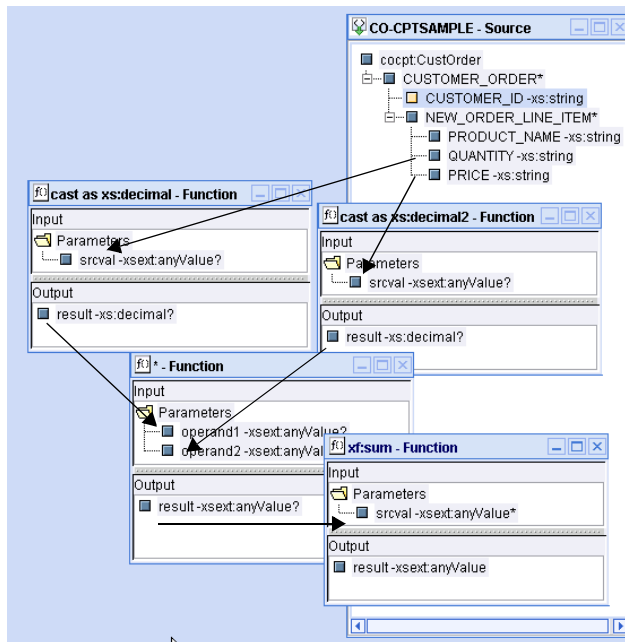 CO-CPTSAMPLE - Source
cocpt:CustOrder
CUSTOMER_ORDER*
CUSTOMER_ID -xs:string
NEW_ORDER_LINE_ITEM*
PRODUCT_NAME -xs:string
QUANTITY -xs:string
PRICE -xs:string
f() cast as xs:decimal - Function
Input
Parameters
srcval -xsext:anyValue?
Output
result -xs:decimal?
f() cast as xs:decimal2 - Function
Input
Parameters
srcval -xsext:anyValue?
Output
result -xs:decimal?
f() * - Function
Input
Parameters
operand1 -xsext:anyValue?
operand2 -xsext:anyValue?
Output
result -xsext:anyValue?
f() xf:sum - Function
Input
Parameters
srcval -xsext:anyValue*
Output
result -xsext:anyValue